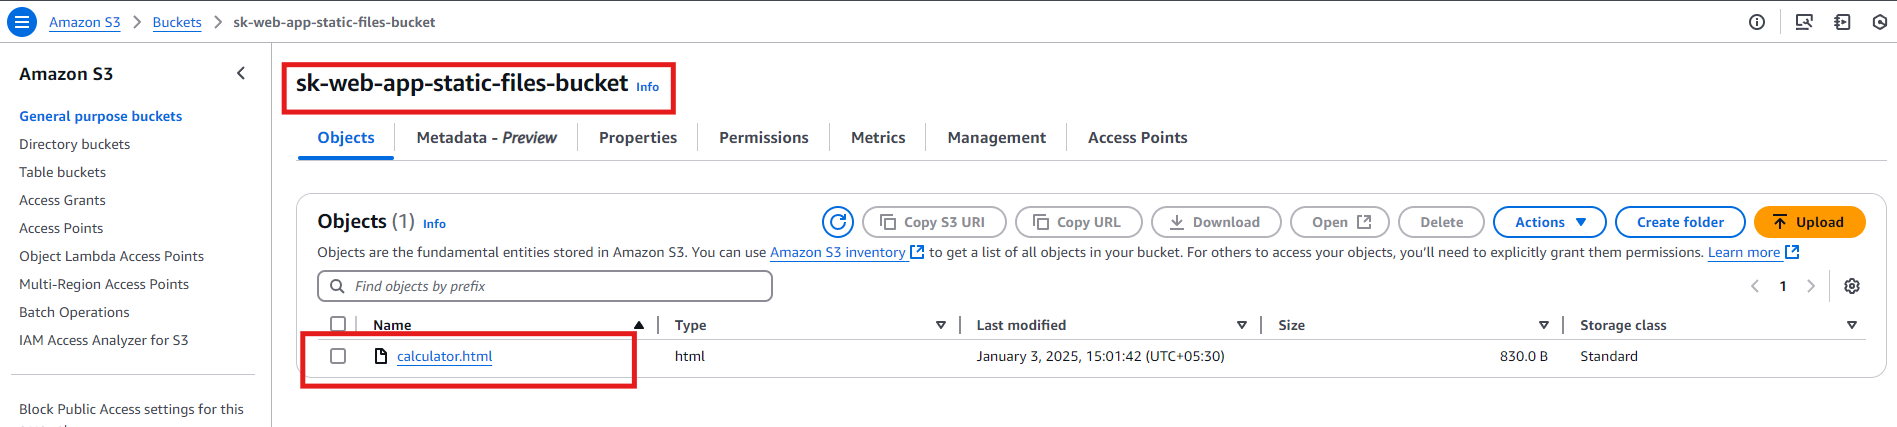 Amazon S3 > Buckets > sk-web-app-static-files-bucket
Amazon S3
General purpose buckets
Directory buckets
Table buckets
Access Grants
Access Points
Object Lambda Access Points
Multi-Region Access Points
Batch Operations
IAM Access Analyzer for S3
Block Public Access settings for this
sk-web-app-static-files-bucket Info
Objects Metadata - Preview Properties Permissions Metrics Management Access Points
Objects (1) Info Copy S3 URI Copy URL Download Open Delete Actions Create folder Upload
Objects are the fundamental entities stored in Amazon S3. You can use Amazon S3 inventory to get a list of all objects in your bucket. For others to access your objects, you’ll need to explicitly grant them permissions. Learn more
Find objects by prefix 1
Name Type Last modified Size Storage class
calculator.html html January 3, 2025, 15:01:42 (UTC+05:30) 830.0 B Standard